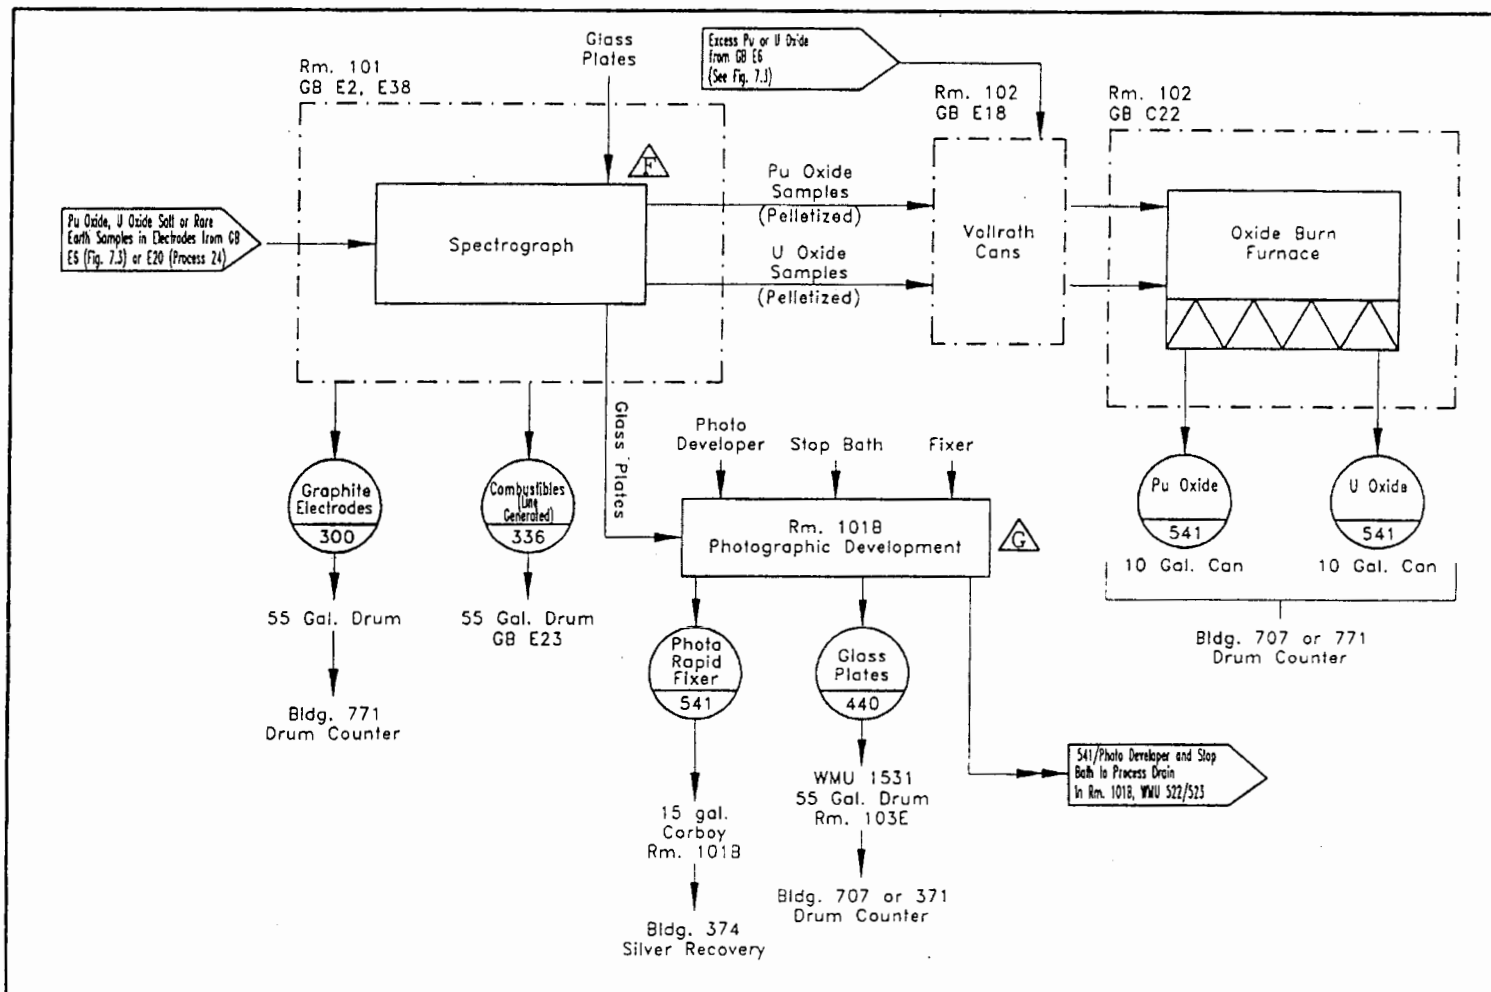 Glass
Plates
Excess Pu or U Oxide
from GB E6
(See Fig. 7.3)
Rm. 101
GB E2, E38
Rm. 102
GB E18
Rm. 102
GB C22
F
Pu Oxide
Samples
(Pelletized)
Pu Oxide, U Oxide Salt or Rare
Earth Samples in Electrodes from GB
E6 (Fig. 7.3) or E20 (Process 24)
Spectrograph
U Oxide
Samples
(Pelletized)
Vollrath
Cans
Oxide Burn
Furnace
Glass Plates
Photo
Developer
Stop Bath
Fixer
Graphite
Electrodes
300
Combustibles
(Line
Generated)
336
Pu Oxide
541
U Oxide
541
Rm. 101B
Photographic Development
G
10 Gal. Can
10 Gal. Can
55 Gal. Drum
55 Gal. Drum
GB E23
Bldg. 707 or 771
Drum Counter
Phota
Rapid
Fixer
541
Glass
Plates
440
Bldg. 771
Drum Counter
541/Photo Developer and Stop
Bath to Process Drain
In Rm. 101B, WMU 522/523
WMU 1531
55 Gal. Drum
Rm. 103E
15 gal.
Corboy
Rm. 101B
Bldg. 707 or 371
Drum Counter
Bldg. 374
Silver Recovery